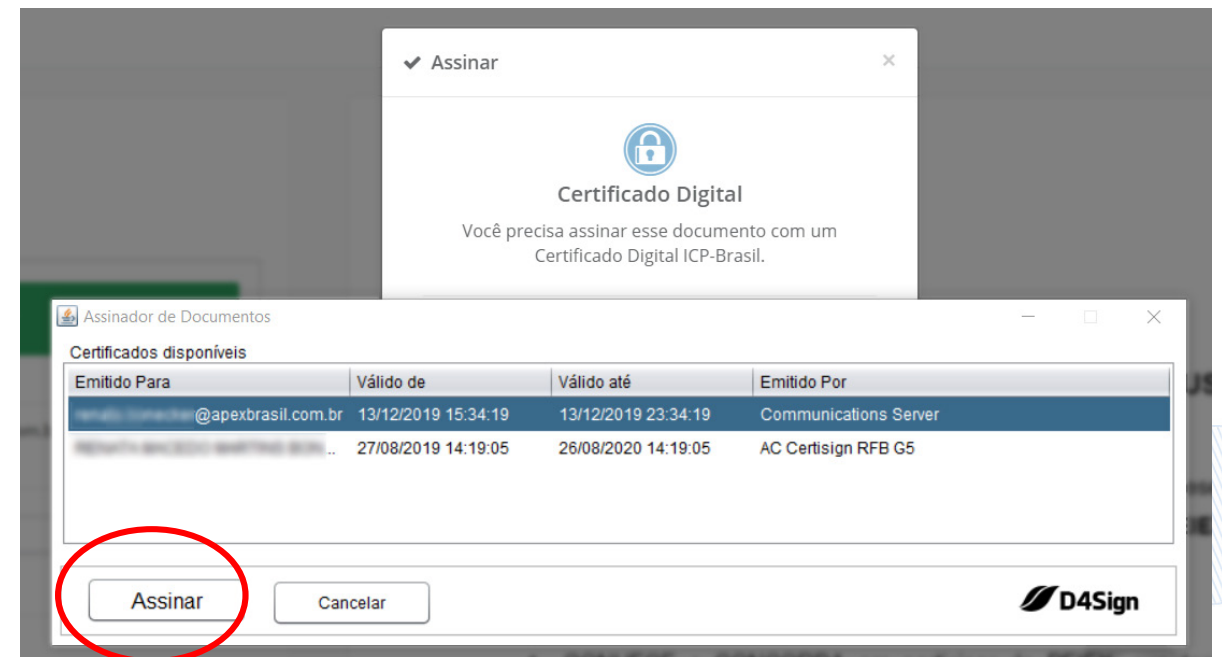 Assinar
×
Certificado Digital
Você precisa assinar esse documento com um
Certificado Digital ICP-Brasil.
Assinador de Documentos
Certificados disponíveis
Emitido Para Válido de Válido até Emitido Por
@apexbrasil.com.br 13/12/2019 15:34:19 13/12/2019 23:34:19 Communications Server
.. 27/08/2019 14:19:05 26/08/2020 14:19:05 AC Certisign RFB G5
Assinar Cancelar D4Sign